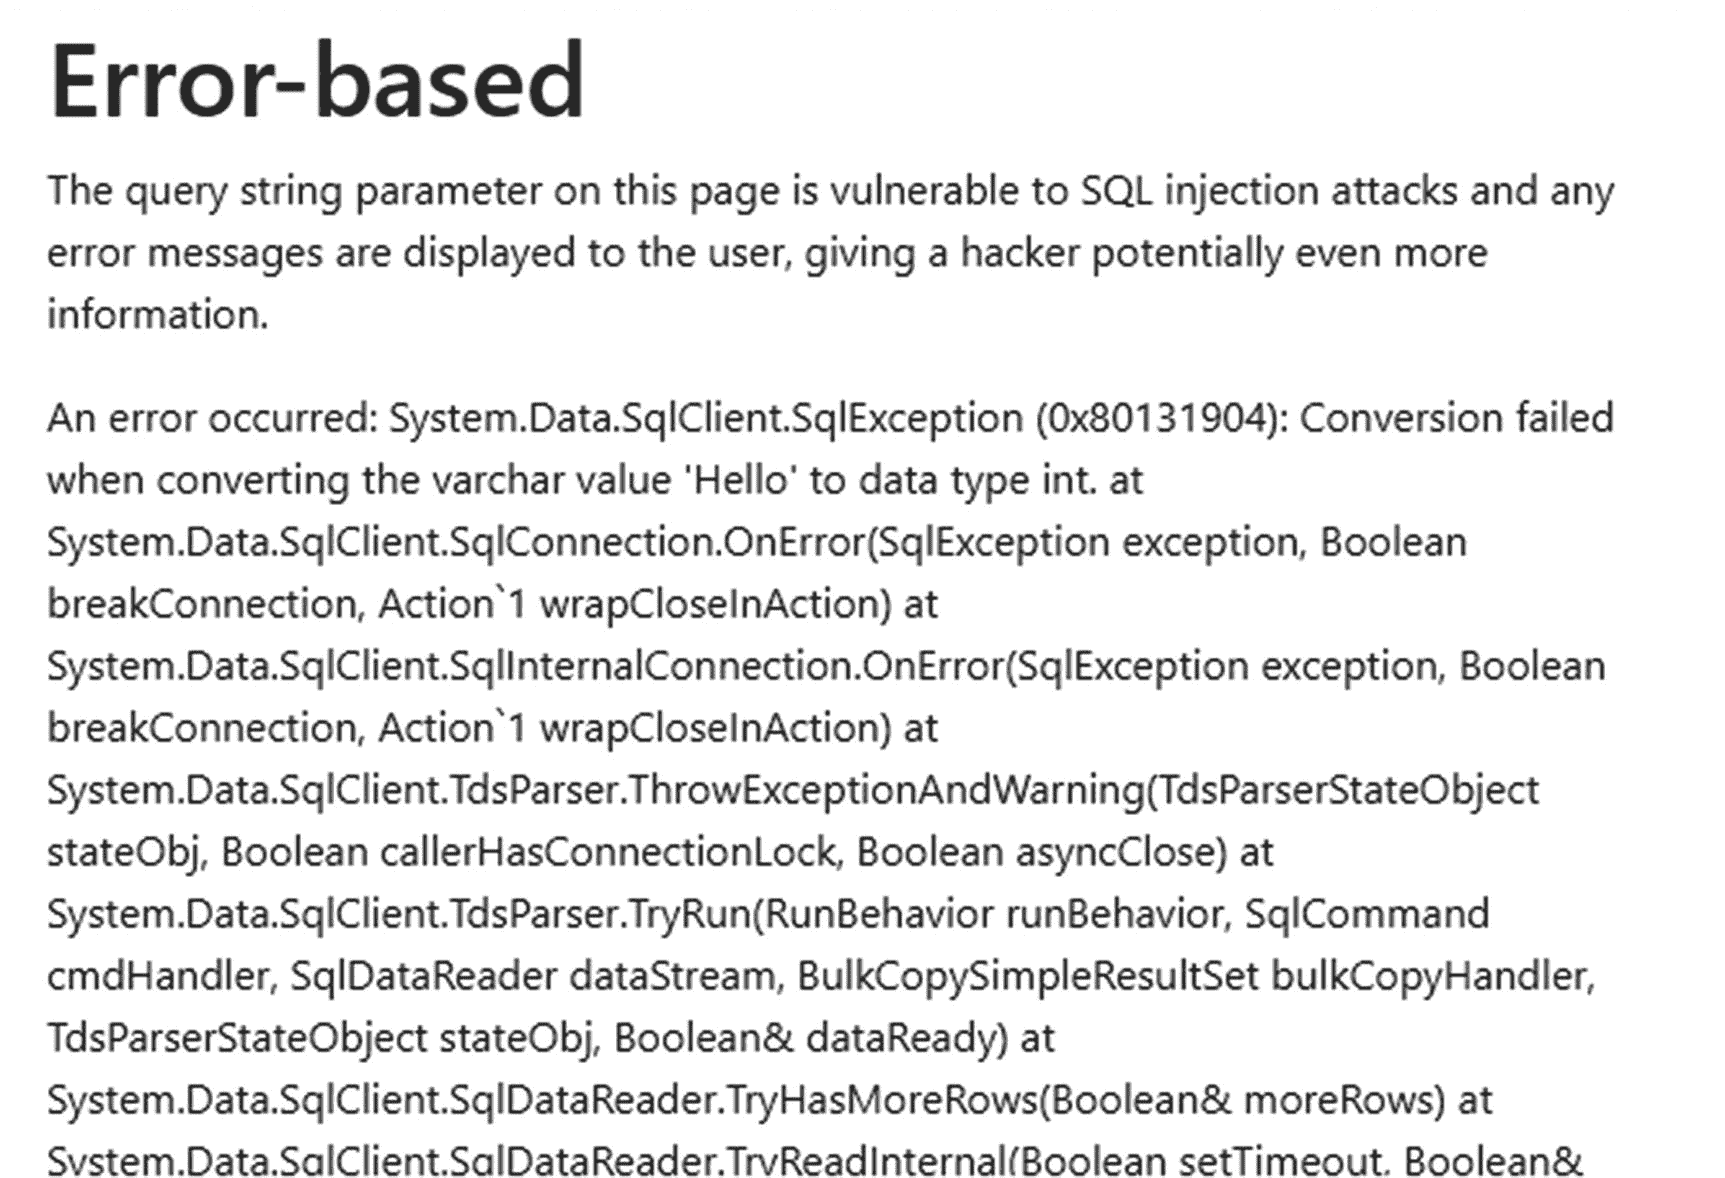 Error-based
The query string parameter on this page is vulnerable to SQL injection attacks and any
error messages are displayed to the user, giving a hacker potentially even more
information.
An error occurred: System.Data.SqlClient.SqlException (0x80131904): Conversion failed
when converting the varchar value 'Hello' to data type int. at
System.Data.SqlClient.SqlConnection.OnError(SqlException exception, Boolean
breakConnection, Action`1 wrapCloseInAction) at
System.Data.SqlClient.SqlInternalConnection.OnError(SqlException exception, Boolean
breakConnection, Action`1 wrapCloseInAction) at
System.Data.SqlClient.TdsParser.ThrowExceptionAndWarning(TdsParserStateObject
stateObj, Boolean callerHasConnectionLock, Boolean asyncClose) at
System.Data.SqlClient.TdsParser.TryRun(RunBehavior runBehavior, SqlCommand
cmdHandler, SqlDataReader dataStream, BulkCopySimpleResultSet bulkCopyHandler,
TdsParserStateObject stateObj, Boolean& dataReady) at
System.Data.SqlClient.SqlDataReader.TryHasMoreRows(Boolean& moreRows) at
System.Data.SqlClient.SqlDataReader.TryReadInternal(Boolean setTimeout, Boolean&